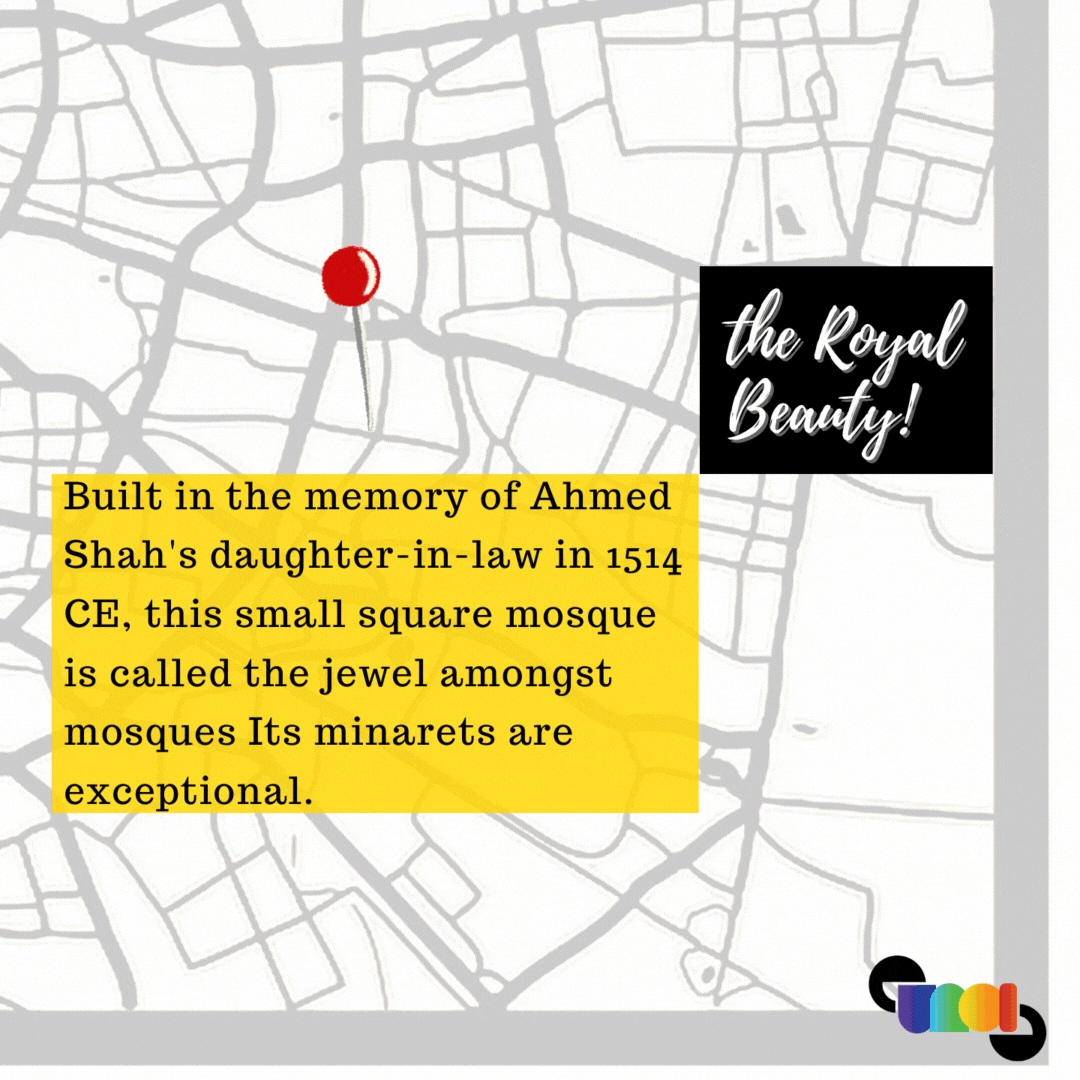 the Royal
Beauty!
Built in the memory of Ahmed
Shah's daughter-in-law in 1514
CE, this small square mosque
is called the jewel amongst
mosques Its minarets are
exceptional.